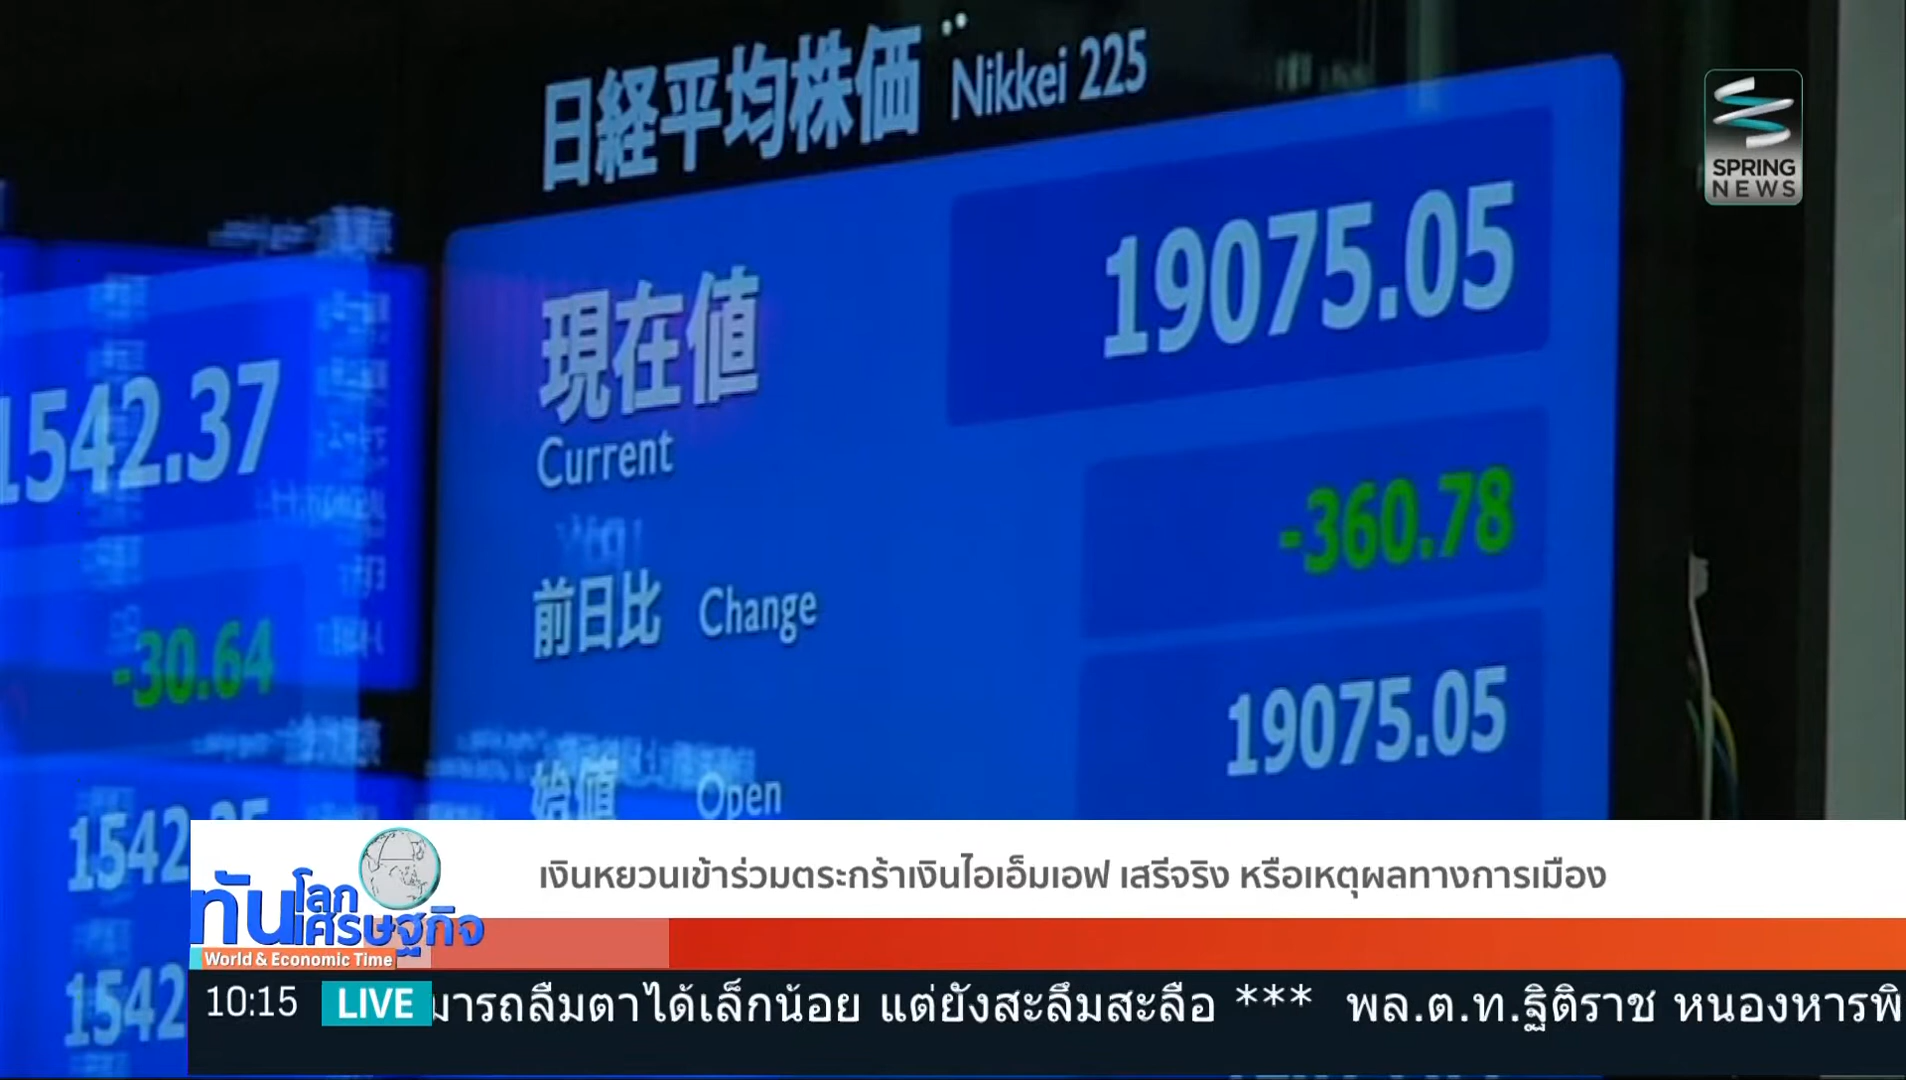 日経平均株価 Nikkei 225
SPRING
NEWS
19075.05
現在値
Current
1542.37
-360.78
前日比 Change
-30.64
19075.05
始値 Open
1542
เงินหยวนเข้าร่วมตระกร้าเงินไอเอ็มเอฟ เสรีจริง หรือเหตุผลทางการเมือง
ทันโลก
เศรษฐกิจ
World & Economic Time
1542
10:15 LIVE มารถลืมตาได้เล็กน้อย แต่ยังสะลึมสะลือ *** พล.ต.ท.ฐิติราช หนองหารพิ